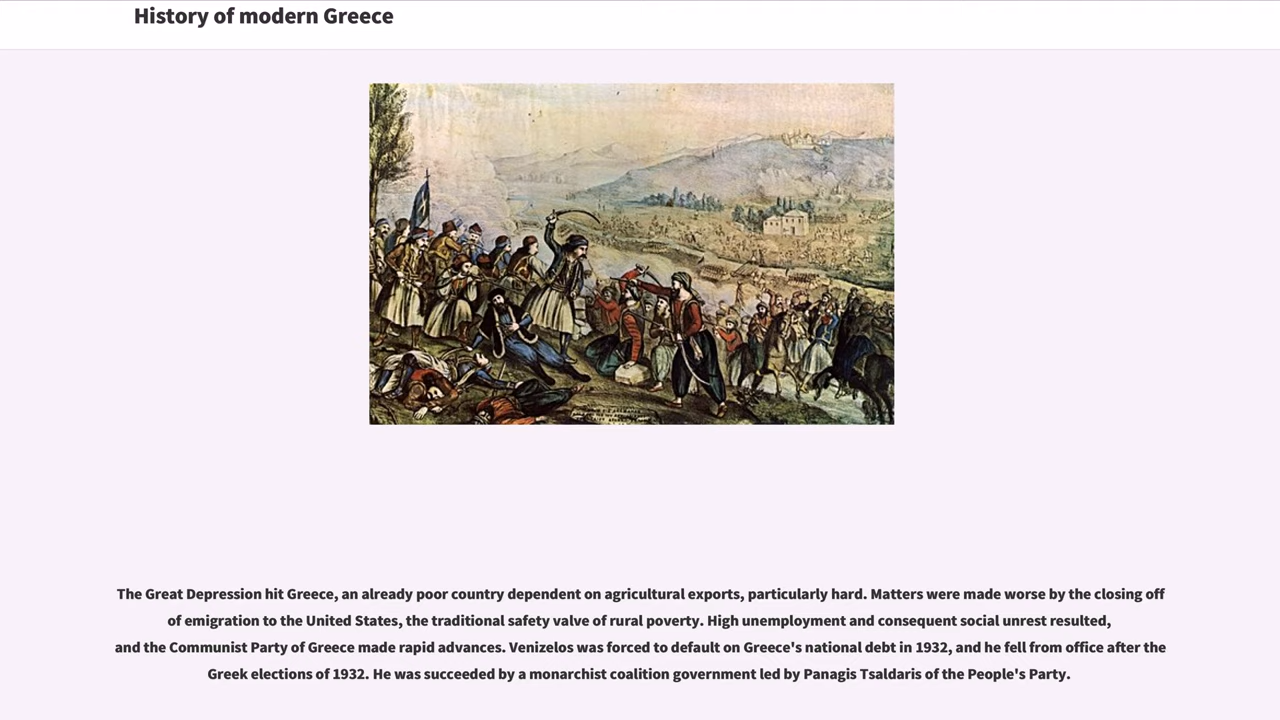 History of modern Greece
The Great Depression hit Greece, an already poor country dependent on agricultural exports, particularly hard. Matters were made worse by the closing off
of emigration to the United States, the traditional safety valve of rural poverty. High unemployment and consequent social unrest resulted,
and the Communist Party of Greece made rapid advances. Venizelos was forced to default on Greece's national debt in 1932, and he fell from office after the
Greek elections of 1932. He was succeeded by a monarchist coalition government led by Panagis Tsaldaris of the People's Party.